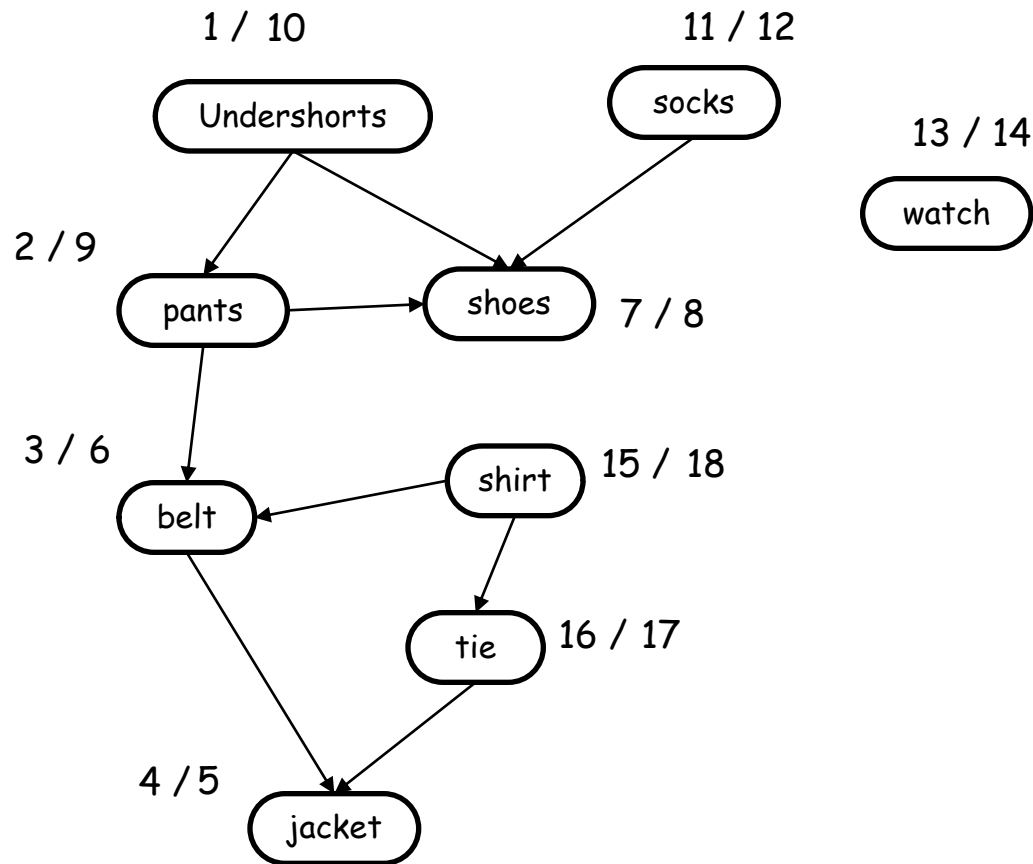 1 / 10
11 / 12
Undershorts
socks
13 / 14
watch
2 / 9
pants
shoes
7 / 8
3 / 6
belt
shirt
15 / 18
tie
16 / 17
4 / 5
jacket